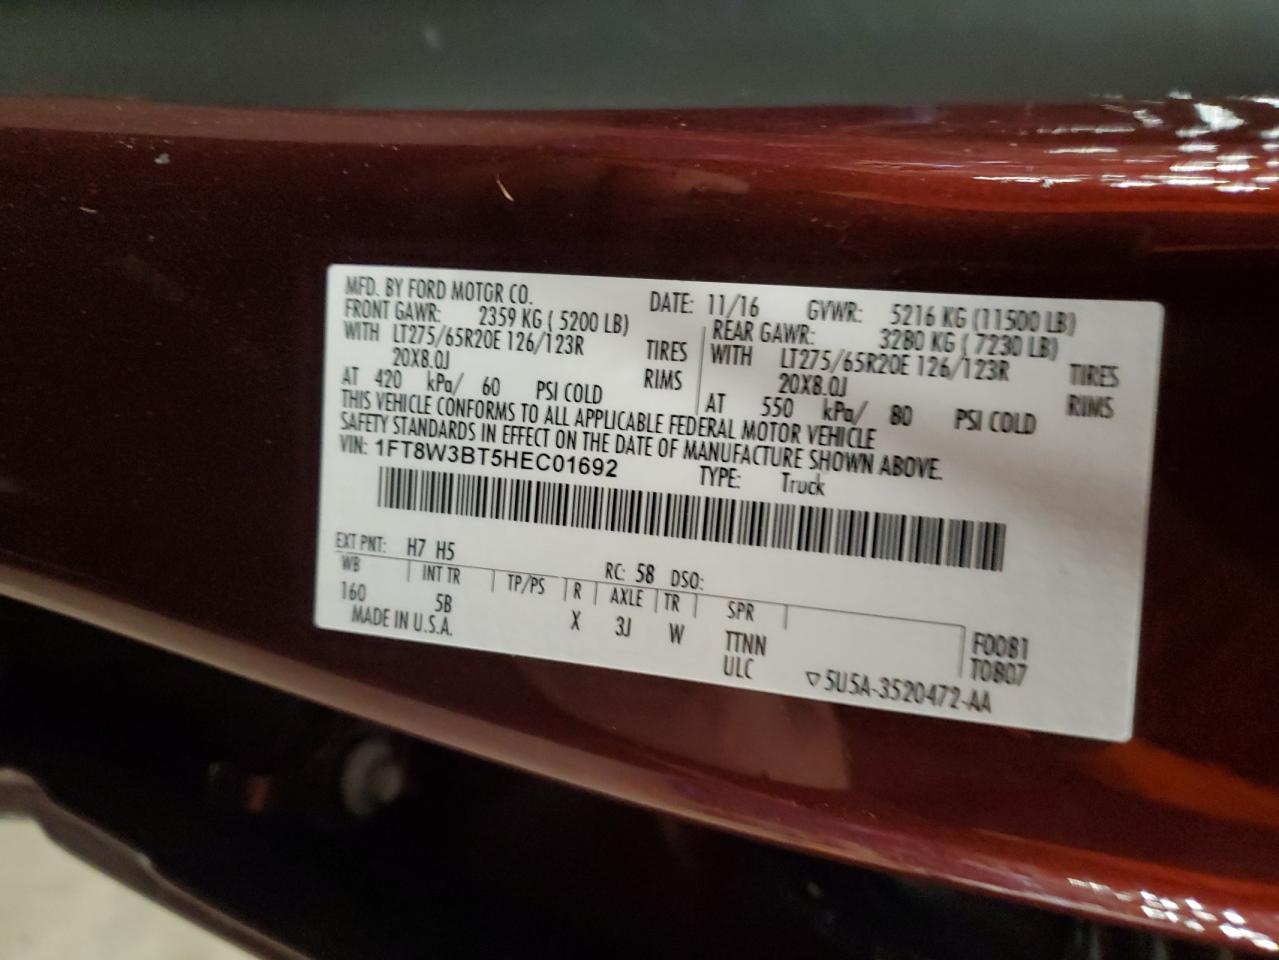 MFD. BY FORD MOTOR CO. DATE: 11/16 GVWR: 5216 KG (11500 LB)
FRONT GAWR: 2359 KG ( 5200 LB) REAR GAWR: 3280 KG ( 7230 LB)
WITH LT275/65R20E 126/123R TIRES WITH LT275/65R20E 126/123R TIRES
20X8.0J RIMS 20X8.0J RIMS
AT 420 kPa/ 60 PSI COLD AT 550 kPa/ 80 PSI COLD
THIS VEHICLE CONFORMS TO ALL APPLICABLE FEDERAL MOTOR VEHICLE
SAFETY STANDARDS IN EFFECT ON THE DATE OF MANUFACTURE SHOWN ABOVE.
VIN: 1FT8W3BT5HEC01692 TYPE: Truck
EXT PNT: H7 H5 RC: 58 DSO:
WB INT TR TP/PS R AXLE TR SPR
160 5B X 3J W TTNN F0081
MADE IN U.S.A. ULC T0807
▽5U5A-3520472-AA